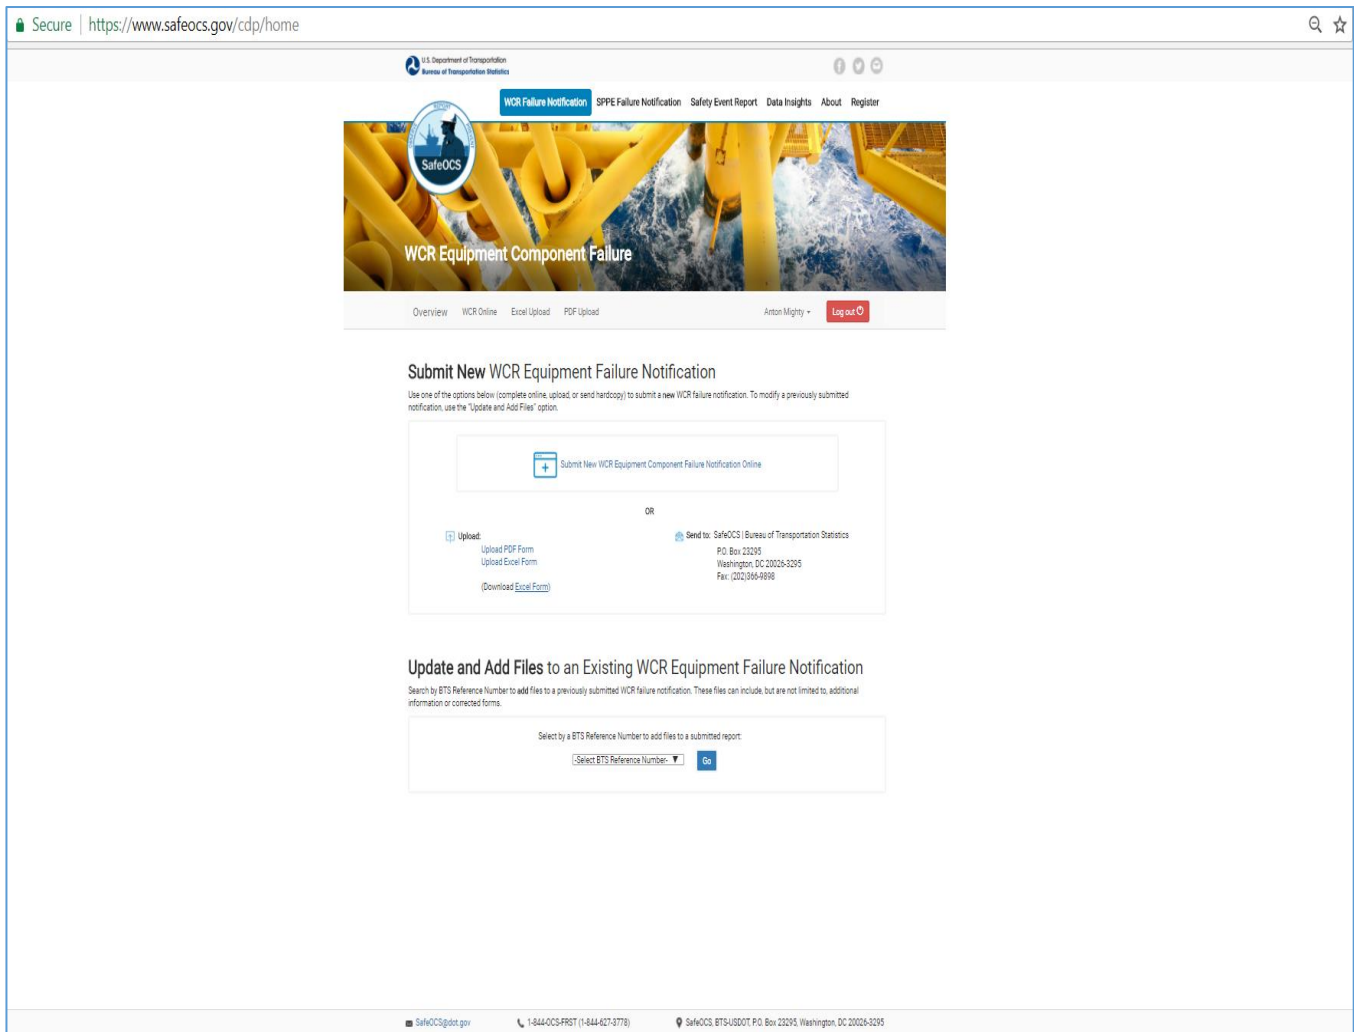 Secure | https://www.safeocs.gov/cdp/home
U.S. Department of Transportation
Bureau of Transportation Statistics
WCR Failure Notification SPPE Failure Notification Safety Event Report Data Insights About Register
SafeOCS
WCR Equipment Component Failure
Overview WCR Online Excel Upload PDF Upload Anton Mighty Log out
Submit New WCR Equipment Failure Notification
Use one of the options below (complete online, upload, or send hardcopy) to submit a new WCR failure notification. To modify a previously submitted
notification, use the "Update and Add Files" option.
Submit New WCR Equipment Component Failure Notification Online
OR
Upload:
Upload PDF Form
Upload Excel Form
(Download Excel Form)
Send to: SafeOCS | Bureau of Transportation Statistics
P.O. Box 23295
Washington, DC 20026-3295
Fax: (202)366-9898
Update and Add Files to an Existing WCR Equipment Failure Notification
Search by BTS Reference Number to add files to a previously submitted WCR failure notification. These files can include, but are not limited to, additional
information or corrected forms.
Select by a BTS Reference Number to add files to a submitted report:
-Select BTS Reference Number- Go
SafeOCS@dot.gov 1-844-OCS-FRST (1-844-627-3778) SafeOCS, BTS-USDOT, P.O. Box 23295, Washington, DC 20026-3295